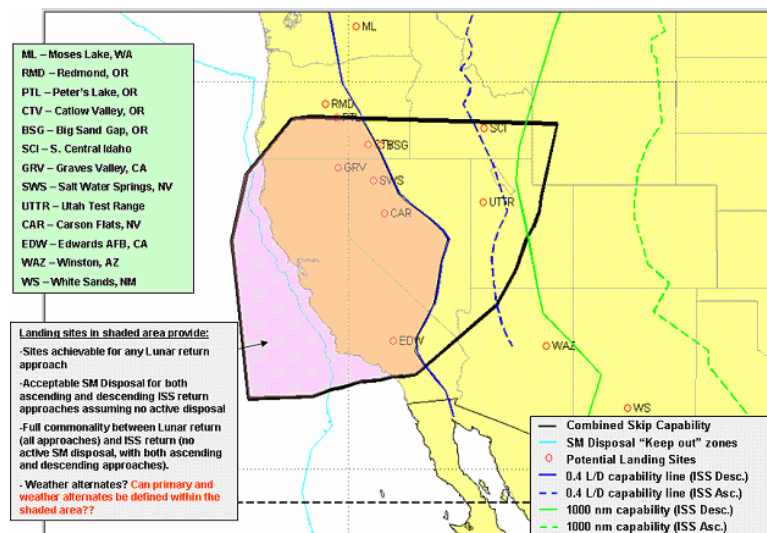 ML – Moses Lake, WA
RMD – Redmond, OR
PTL – Peter's Lake, OR
CTV – Catlow Valley, OR
BSG – Big Sand Gap, OR
SCI – S. Central Idaho
GRV – Graves Valley, CA
SWS – Salt Water Springs, NV
UTTR – Utah Test Range
CAR – Carson Flats, NV
EDW – Edwards AFB, CA
WAZ – Winston, AZ
WS – White Sands, NM
Landing sites in shaded area provide:
-Sites achievable for any Lunar return
approach
-Acceptable SM Disposal for both
ascending and descending ISS return
approaches assuming no active disposal
-Full commonality between Lunar return
(all approaches) and ISS return (no
active SM disposal, with both ascending
and descending approaches).
- Weather alternates? Can primary and
weather alternates be defined within the
shaded area??
ML
RMD
PTL
SCI
BSG
GRV
SWS
UTTR
CAR
EDW
WAZ
WS
Combined Skip Capability
SM Disposal "Keep out" zones
Potential Landing Sites
0.4 L/D capability line (ISS Desc.)
0.4 L/D capability line (ISS Asc.)
1000 nm capability (ISS Desc.)
1000 nm capability (ISS Asc.)